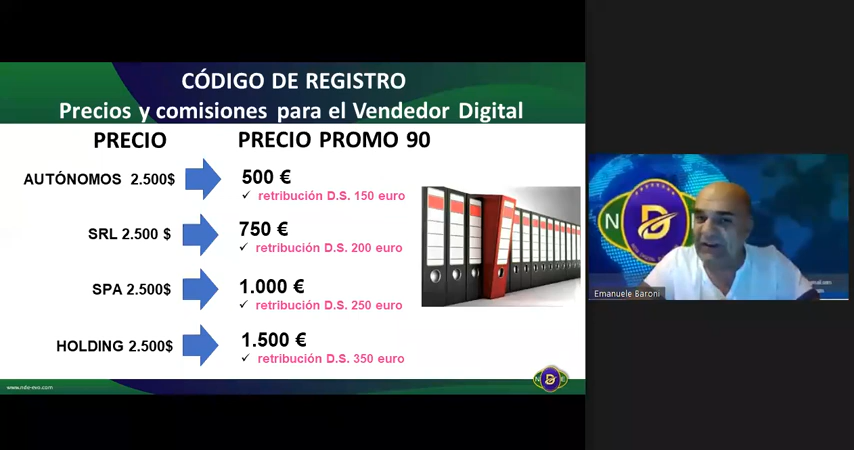 CÓDIGO DE REGISTRO
Precios y comisiones para el Vendedor Digital
PRECIO
PRECIO PROMO 90
AUTÓNOMOS 2.500$
500 €
✓ retribución D.S. 150 euro
SRL 2.500 $
750 €
✓ retribución D.S. 200 euro
SPA 2.500$
1.000 €
✓ retribución D.S. 250 euro
HOLDING 2.500$
1.500 €
✓ retribución D.S. 350 euro
www.nde-evo.com
N D E
N D
Emanuele Baroni